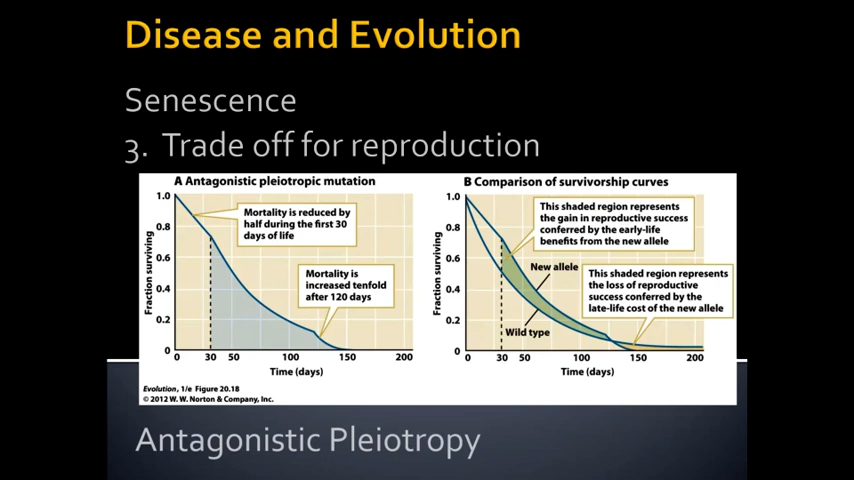 Disease and Evolution
Senescence
3. Trade off for reproduction
A Antagonistic pleiotropic mutation
1.0
0.8
0.6
0.4
0.2
0
Fraction surviving
Mortality is reduced by
half during the first 30
days of life
Mortality is
increased tenfold
after 120 days
0 30 50 100 150 200
Time (days)
B Comparison of survivorship curves
1.0
0.8
0.6
0.4
0.2
0
Fraction surviving
This shaded region represents
the gain in reproductive success
conferred by the early-life
benefits from the new allele
New allele
This shaded region represents
the loss of reproductive
success conferred by the
late-life cost of the new allele
Wild type
0 30 50 100 150 200
Time (days)
Evolution, 1/e Figure 20.18
© 2012 W. W. Norton & Company, Inc.
Antagonistic Pleiotropy